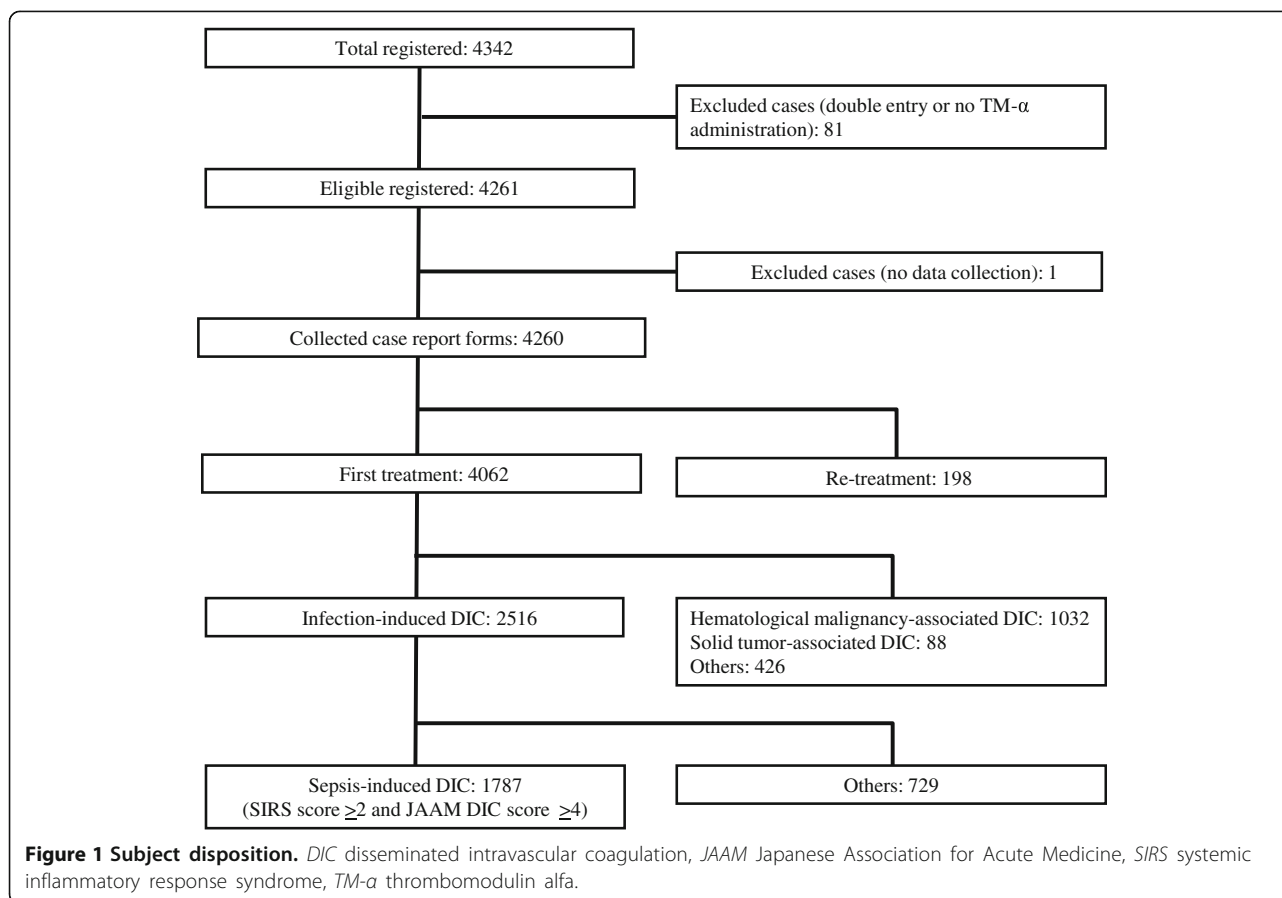 Total registered: 4342
Excluded cases (double entry or no TM-α
administration): 81
Eligible registered: 4261
Excluded cases (no data collection): 1
Collected case report forms: 4260
First treatment: 4062
Re-treatment: 198
Infection-induced DIC: 2516
Hematological malignancy-associated DIC: 1032
Solid tumor-associated DIC: 88
Others: 426
Sepsis-induced DIC: 1787
(SIRS score ≥2 and JAAM DIC score ≥4)
Others: 729
Figure 1 Subject disposition. DIC disseminated intravascular coagulation, JAAM Japanese Association for Acute Medicine, SIRS systemic
inflammatory response syndrome, TM-α thrombomodulin alfa.